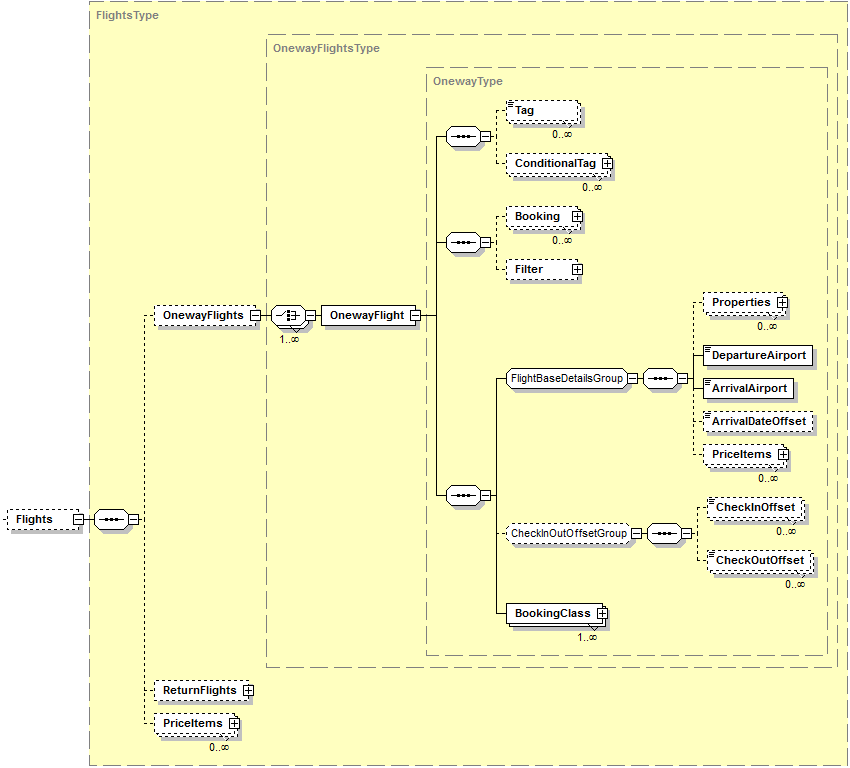 FlightsType
OnewayFlightsType
OnewayType
Tag
0..∞
ConditionalTag
0..∞
Booking
0..∞
Filter
Properties
0..∞
OnewayFlights
1..∞
OnewayFlight
DepartureAirport
FlightBaseDetailsGroup
ArrivalAirport
ArrivalDateOffset
PriceItems
0..∞
Flights
CheckInOffset
0..∞
CheckInOutOffsetGroup
CheckOutOffset
0..∞
BookingClass
1..∞
ReturnFlights
PriceItems
0..∞